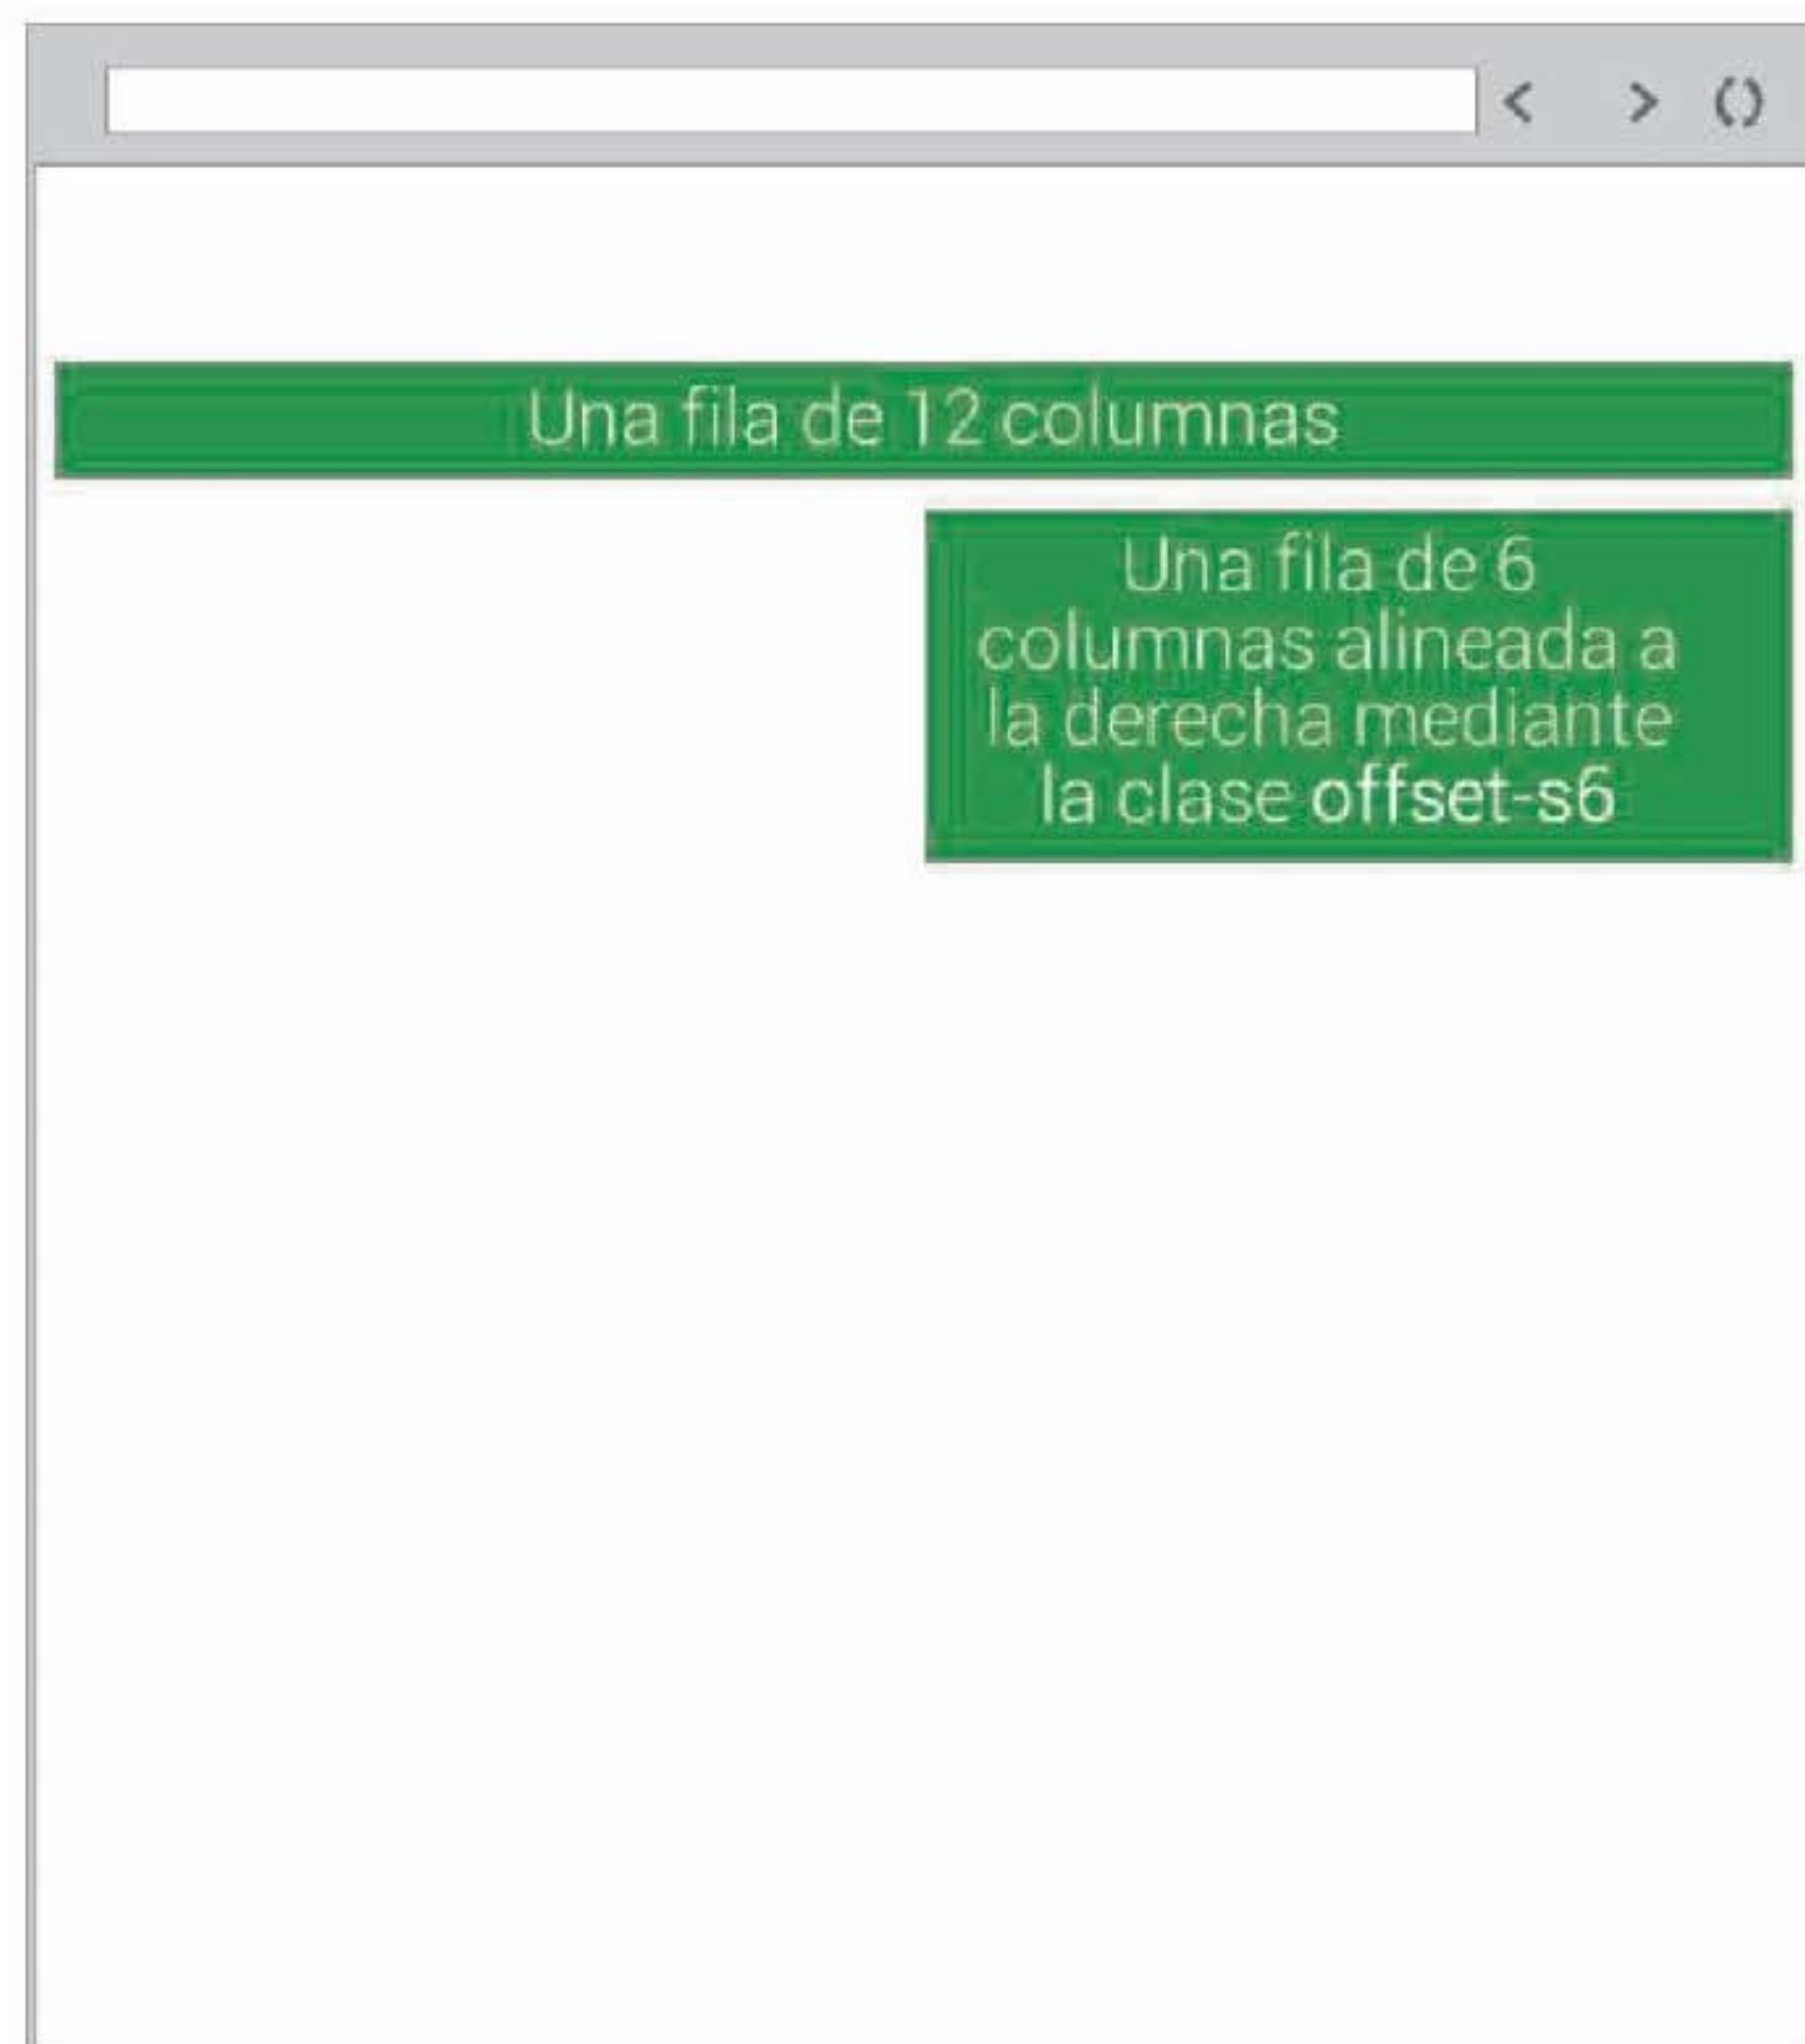 Una fila de 12 columnas
Una fila de 6
columnas alineada a
la derecha mediante
la clase offset-s6